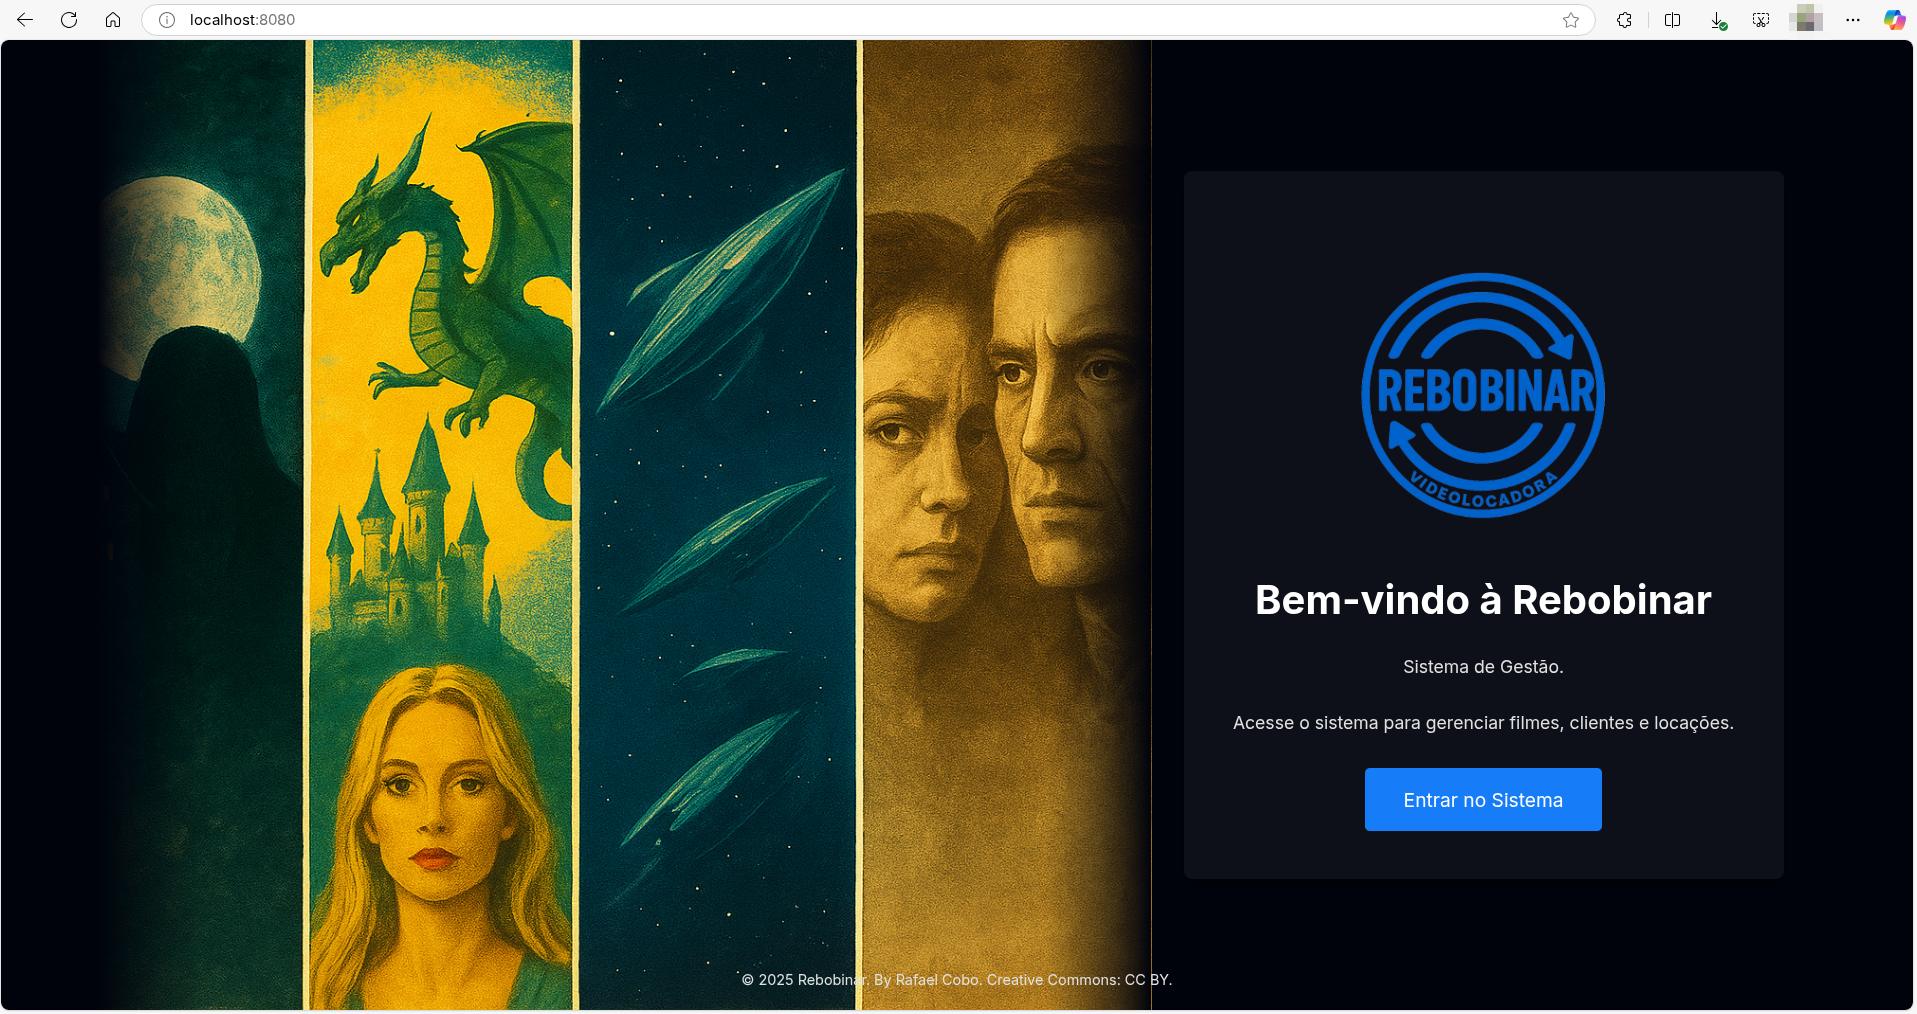 localhost:8080
REBOBINAR
VIDEOLOCADORA
Bem-vindo à Rebobinar
Sistema de Gestão.
Acesse o sistema para gerenciar filmes, clientes e locações.
Entrar no Sistema
© 2025 Rebobinar. By Rafael Cobo. Creative Commons: CC BY.